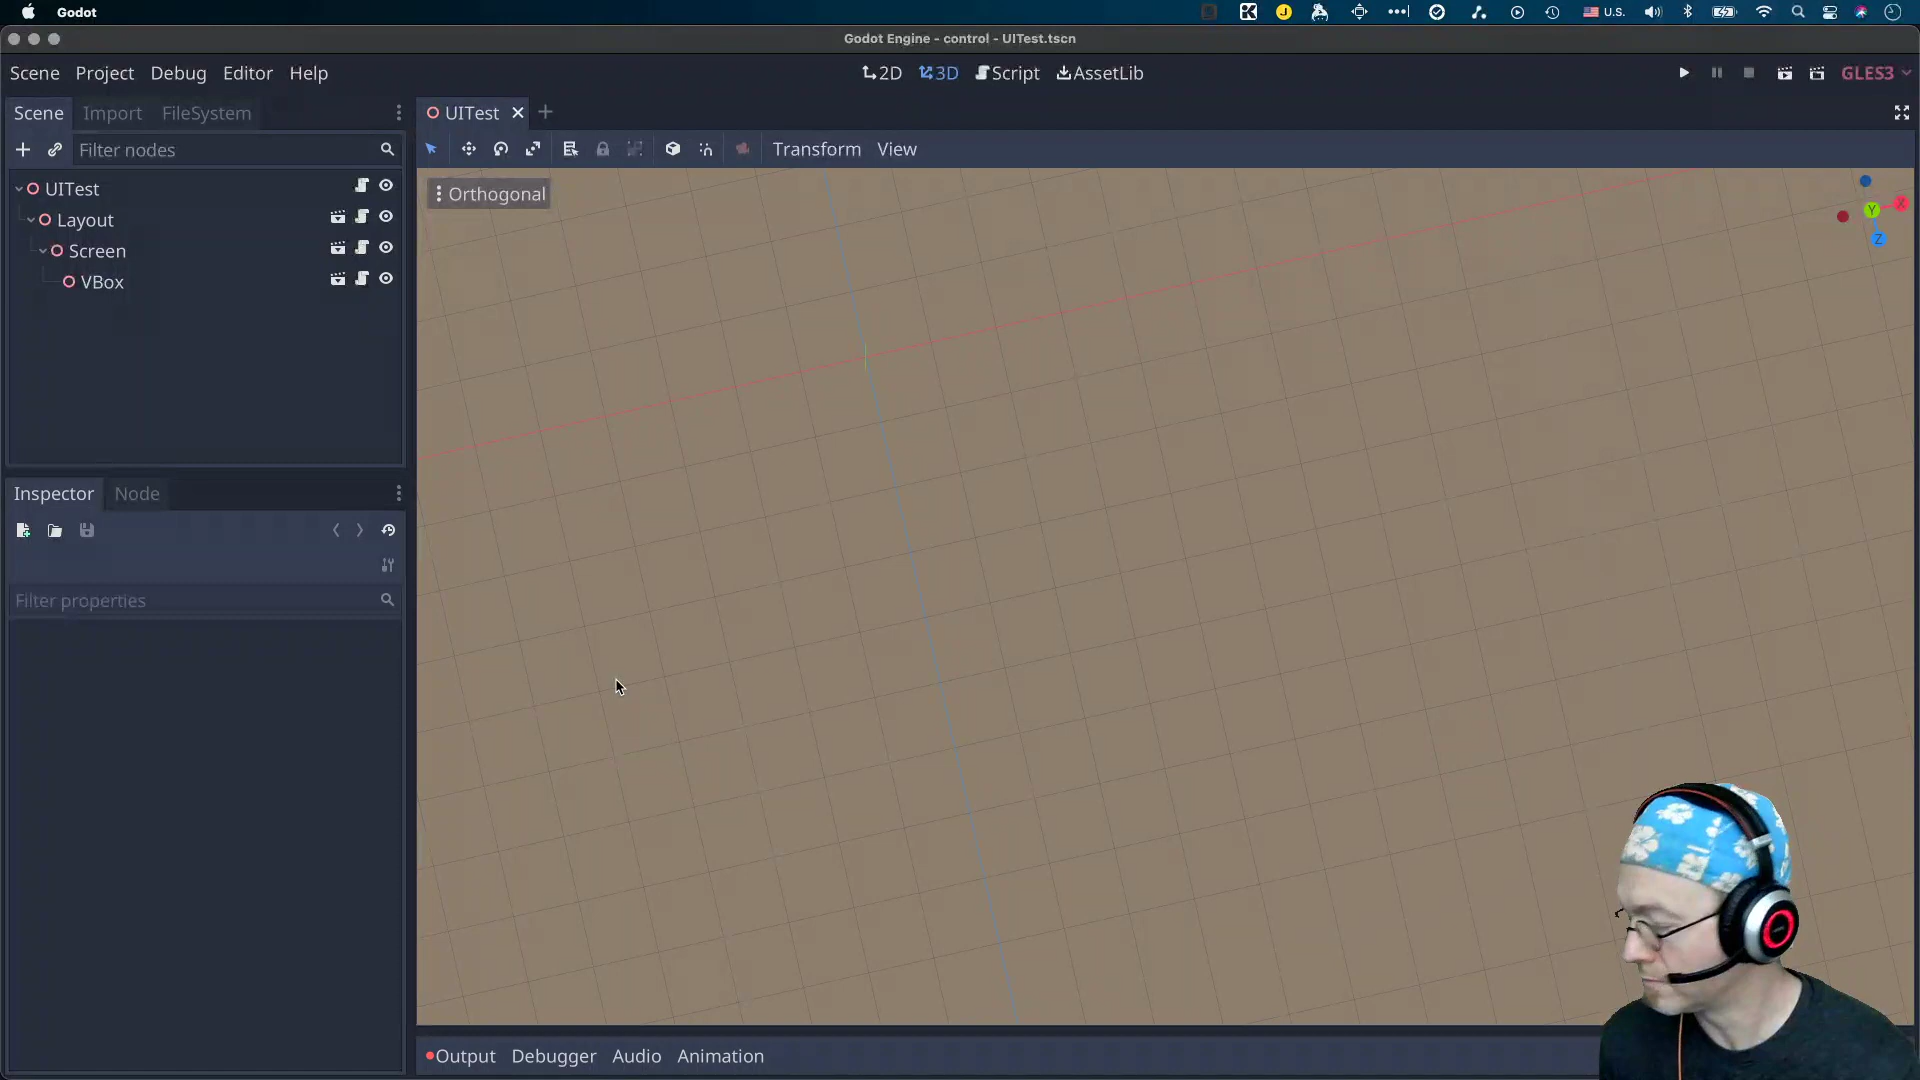 Godot
U.S.
Godot Engine - control - UITest.tscn
Scene Project Debug Editor Help
2D 3D Script AssetLib
GLES3
Scene Import FileSystem
UITest
Filter nodes
Transform View
UITest
Orthogonal
Layout
Screen
VBox
X
Y
Z
Inspector Node
Filter properties
Output Debugger Audio Animation